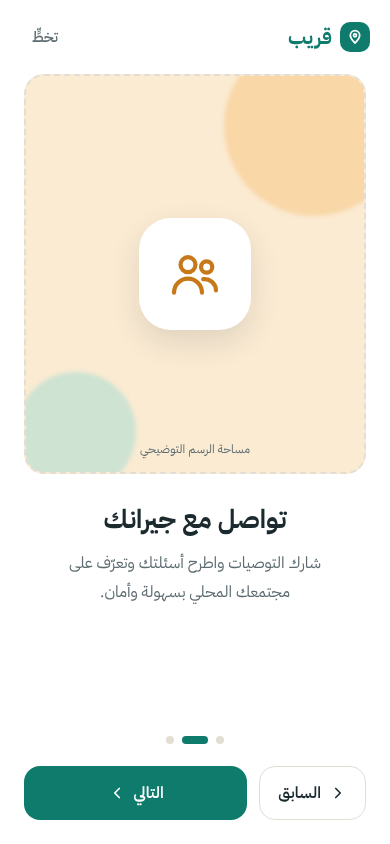 قريب
تخطٍّ
مساحة الرسم التوضيحي
تواصل مع جيرانك
شارك التوصيات واطرح أسئلتك وتعرّف على
مجتمعك المحلي بسهولة وأمان.
السابق
التالي